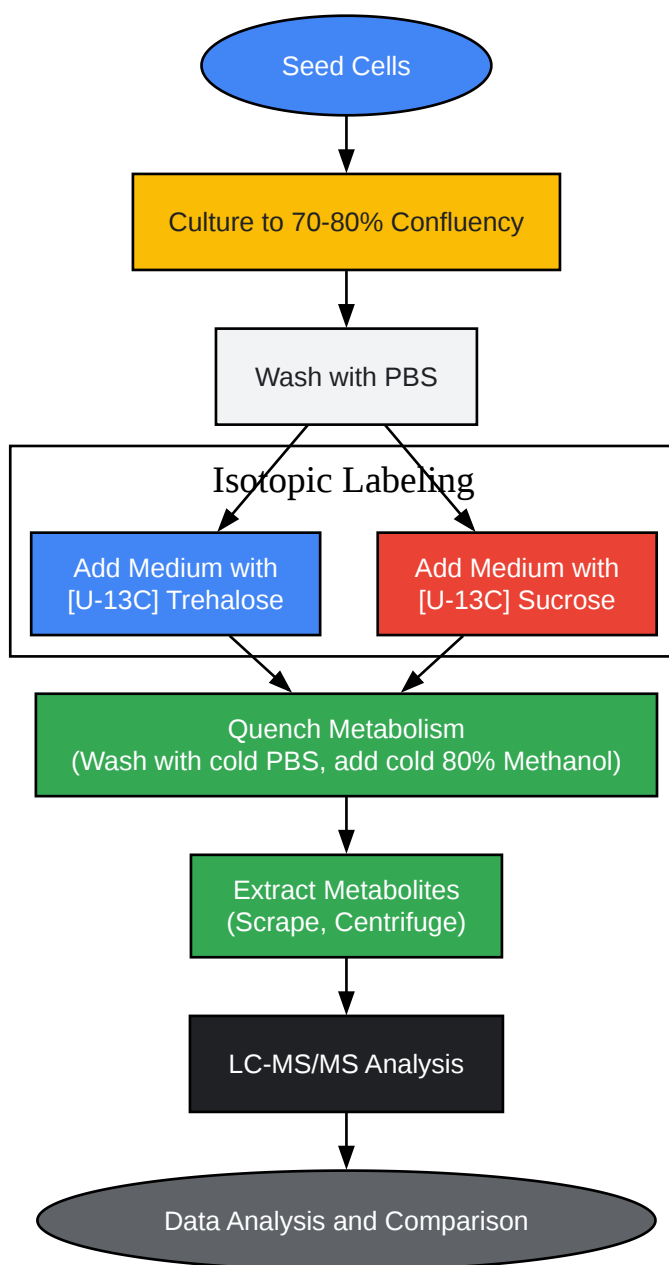 Seed Cells
Culture to 70-80% Confluency
Wash with PBS
Isotopic Labeling
Add Medium with
[U-13C] Trehalose
Add Medium with
[U-13C] Sucrose
Quench Metabolism
(Wash with cold PBS, add cold 80% Methanol)
Extract Metabolites
(Scrape, Centrifuge)
LC-MS/MS Analysis
Data Analysis and Comparison